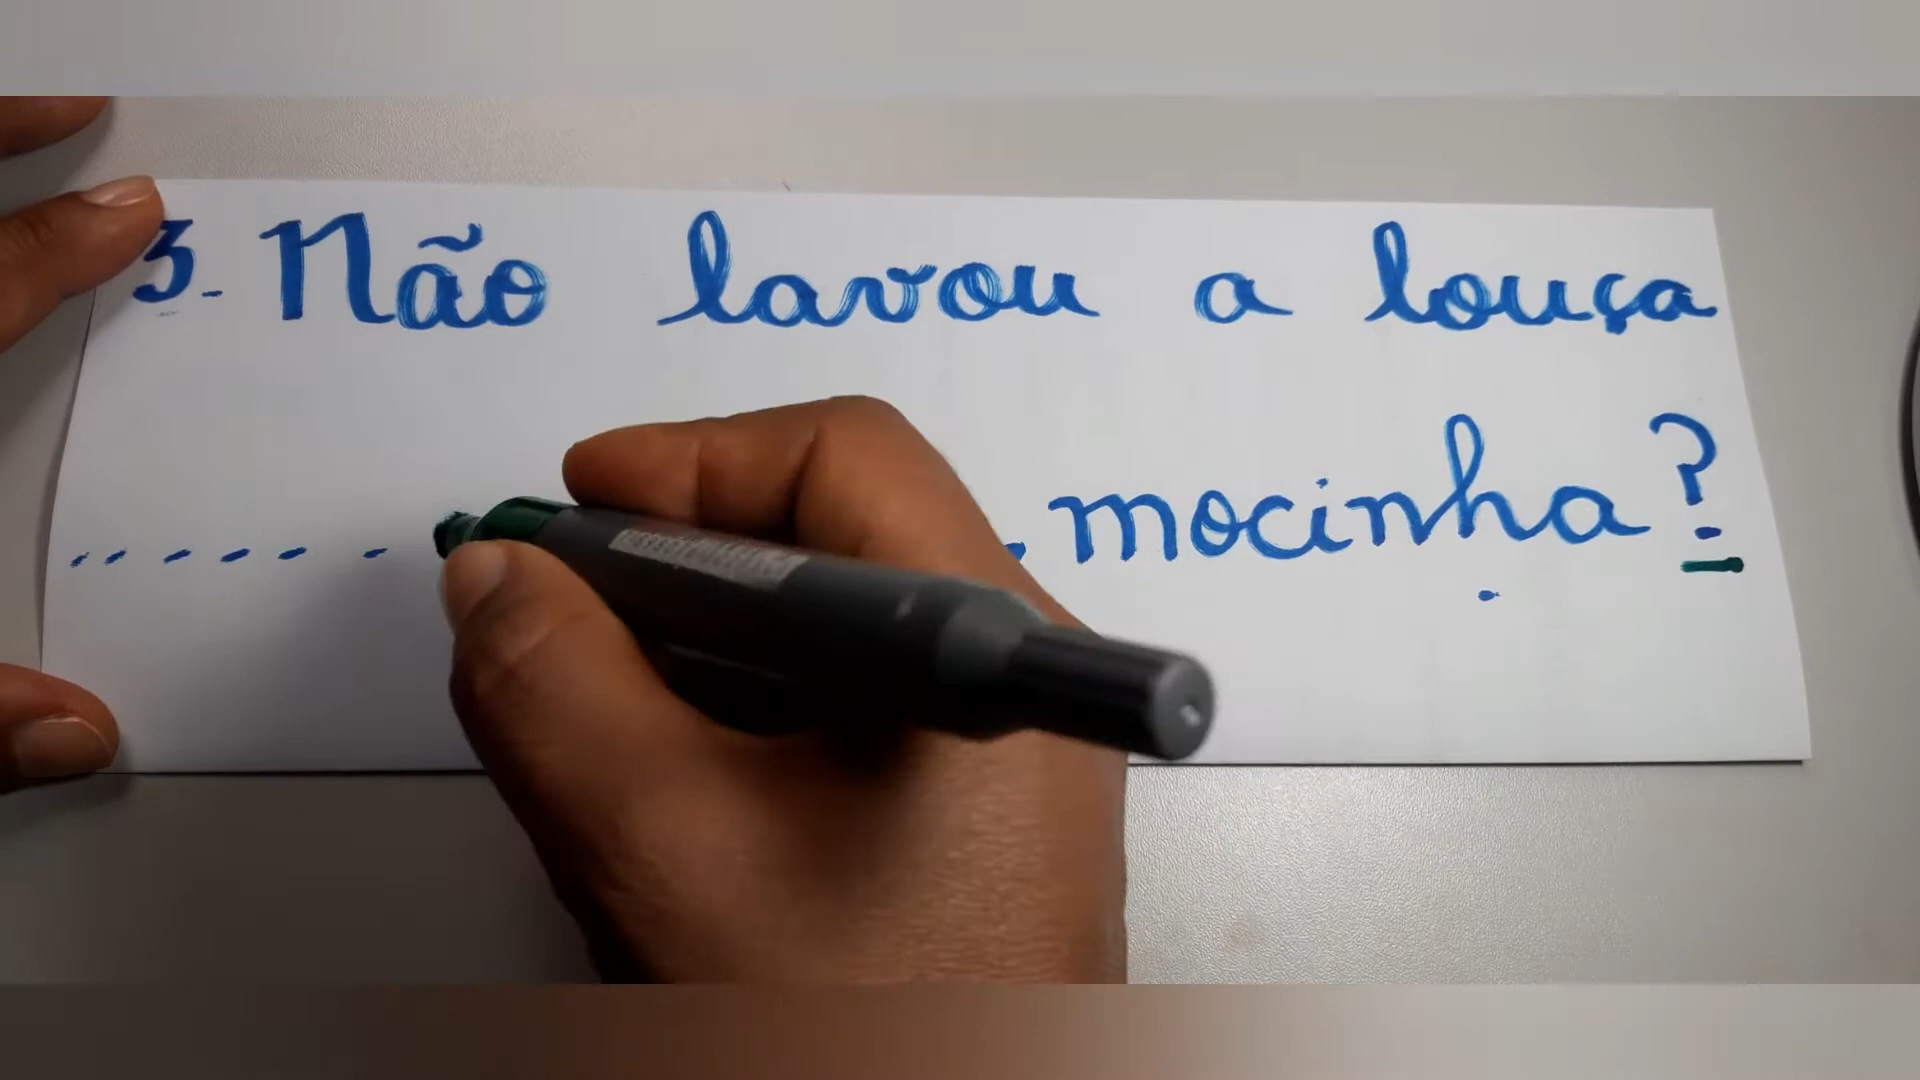 3- Não lavou a louça
......, mocinha?